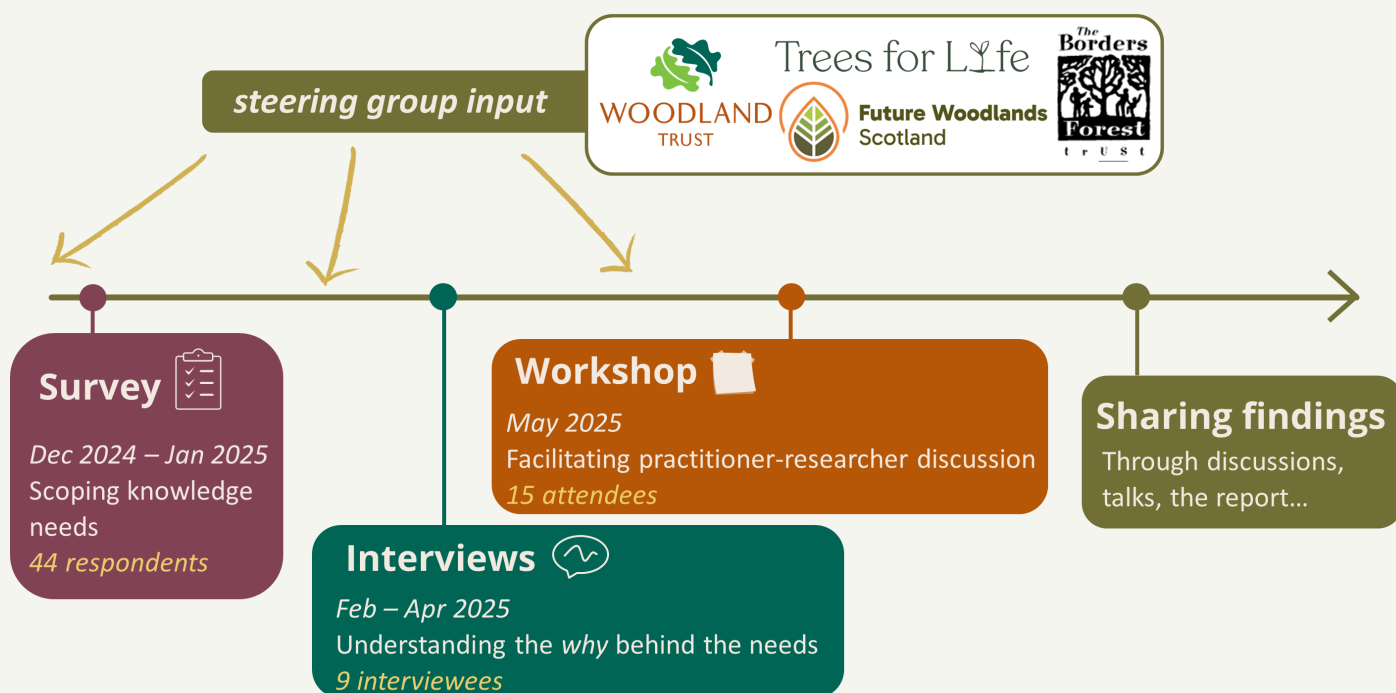 steering group input
WOODLAND
TRUST
Trees for Life
Future Woodlands
Scotland
The
Borders
Forest
trUSt
Survey
Dec 2024 – Jan 2025
Scoping knowledge
needs
44 respondents
Interviews
Feb – Apr 2025
Understanding the why behind the needs
9 interviewees
Workshop
May 2025
Facilitating practitioner-researcher discussion
15 attendees
Sharing findings
Through discussions,
talks, the report...